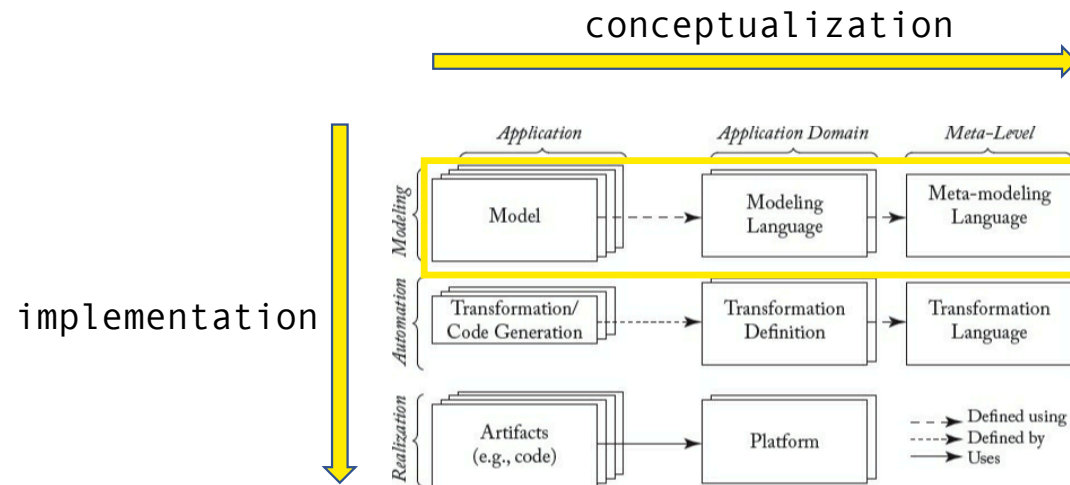 conceptualization
Application
Application Domain
Meta-Level
Modeling
Model
Modeling
Language
Meta-modeling
Language
implementation
Automation
Transformation/
Code Generation
Transformation
Definition
Transformation
Language
Realization
Artifacts
(e.g., code)
Platform
Defined using
Defined by
Uses